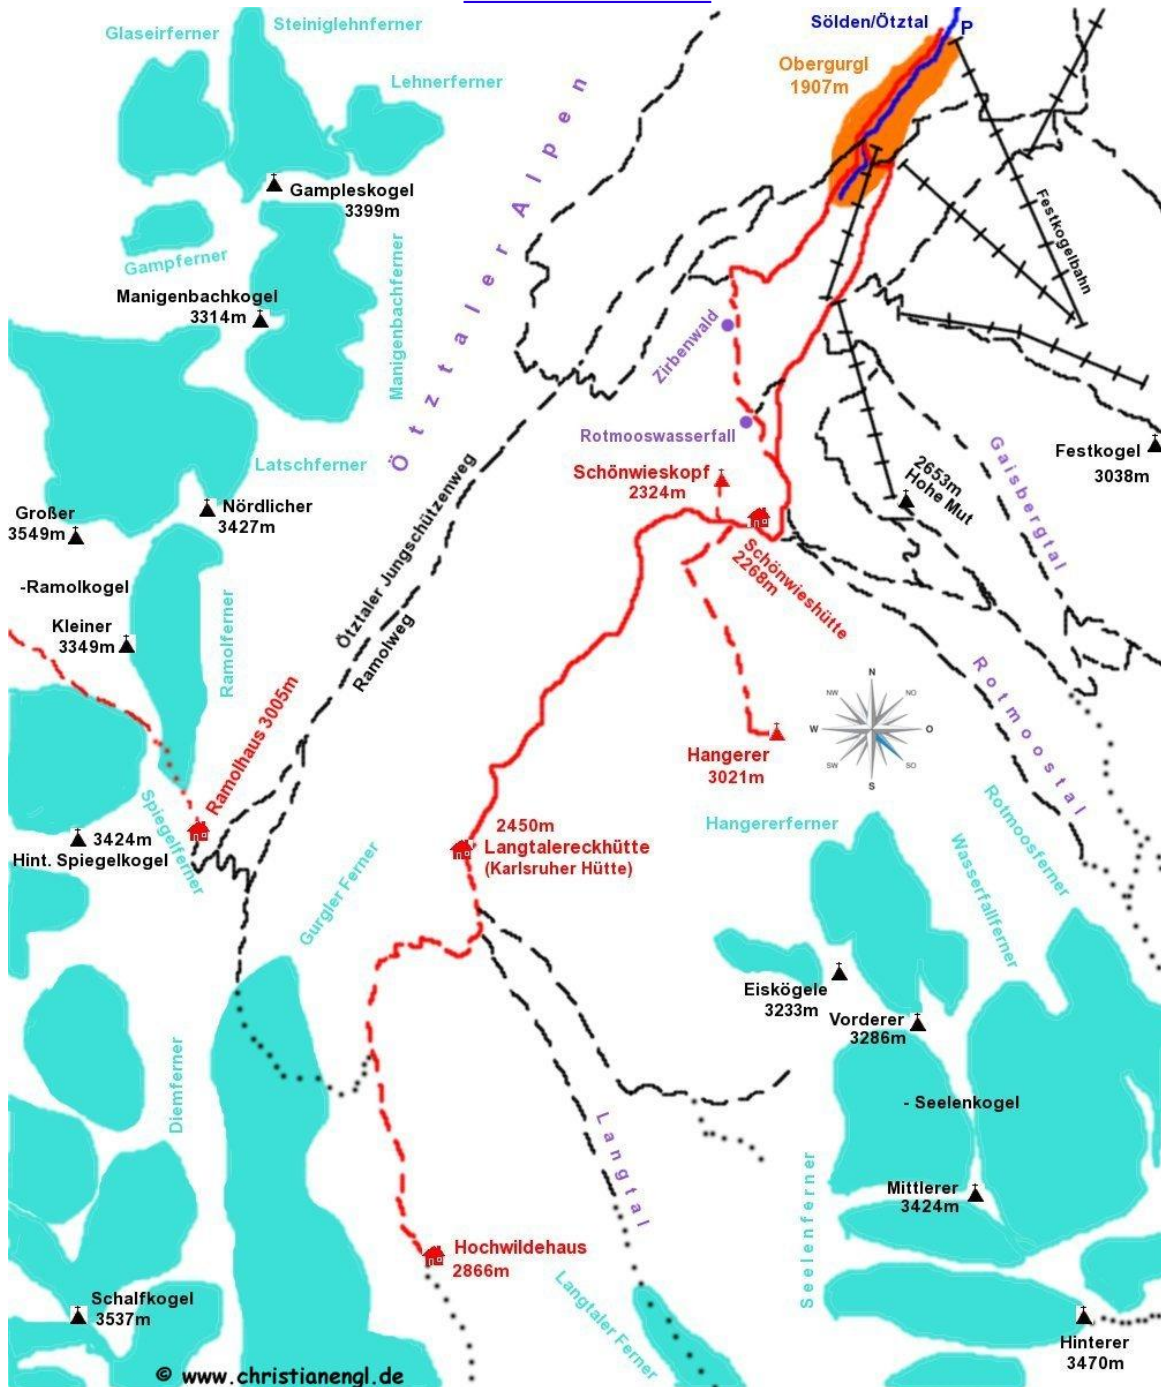 Glaseirferner
Steiniglehnferner
Lehnerferner
Sölden/Ötztal
P
Obergurgl
1907m
Ötztaler Alpen
Gampleskogel
3399m
Gampferner
Manigenbachkogel
3314m
Manigenbachferner
Festkogelbahn
Zirbenwald
Rotmooswasserfall
Latschferner
Nördlicher
3427m
Großer
3549m
-Ramolkogel
Kleiner
3349m
Ramolferner
Ötztaler Jungschützenweg
Ramolweg
Schönwieskopf
2324m
Schönwieshütte
2268m
2653m
Hohe Mut
Gaisbergtal
Festkogel
3038m
Rotmoostal
N
NW
NO
W
O
SW
SO
S
Hangerer
3021m
Ramolhaus 3005m
Spiegelferner
3424m
Hint. Spiegelkogel
2450m
Langtalereckhütte
(Karlsruher Hütte)
Gurgler Ferner
Hangererferner
Rotmoosferner
Wasserfallferner
Eiskögele
3233m
Vorderer
3286m
- Seelenkogel
Diemferner
Langtal
Seelenferner
Mittlerer
3424m
Hochwildehaus
2866m
Langtaler Ferner
Schalfkogel
3537m
Hinterer
3470m
© www.christianengl.de